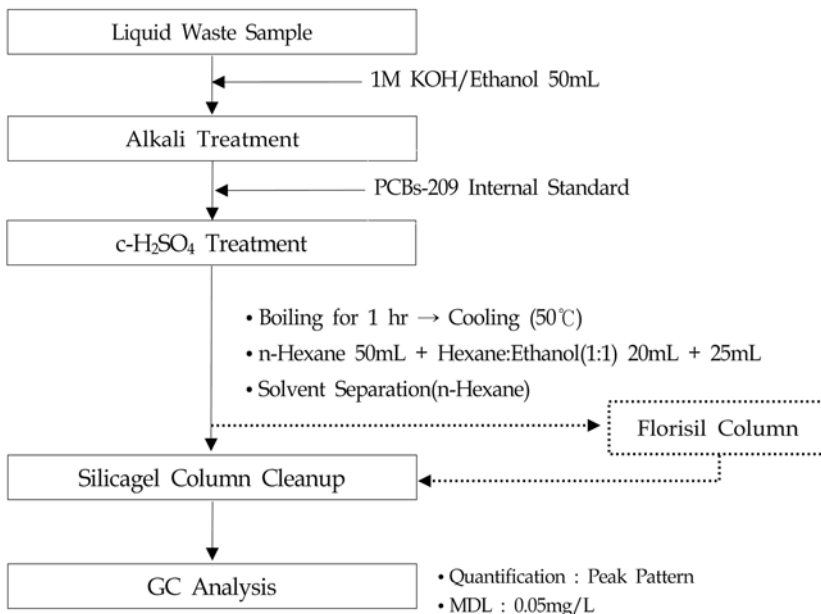 Liquid Waste Sample
1M KOH/Ethanol 50mL
Alkali Treatment
PCBs-209 Internal Standard
c-H₂SO₄ Treatment
• Boiling for 1 hr → Cooling (50℃)
• n-Hexane 50mL + Hexane:Ethanol(1:1) 20mL + 25mL
• Solvent Separation(n-Hexane)
Florisil Column
Silicagel Column Cleanup
GC Analysis
• Quantification : Peak Pattern
• MDL : 0.05mg/L